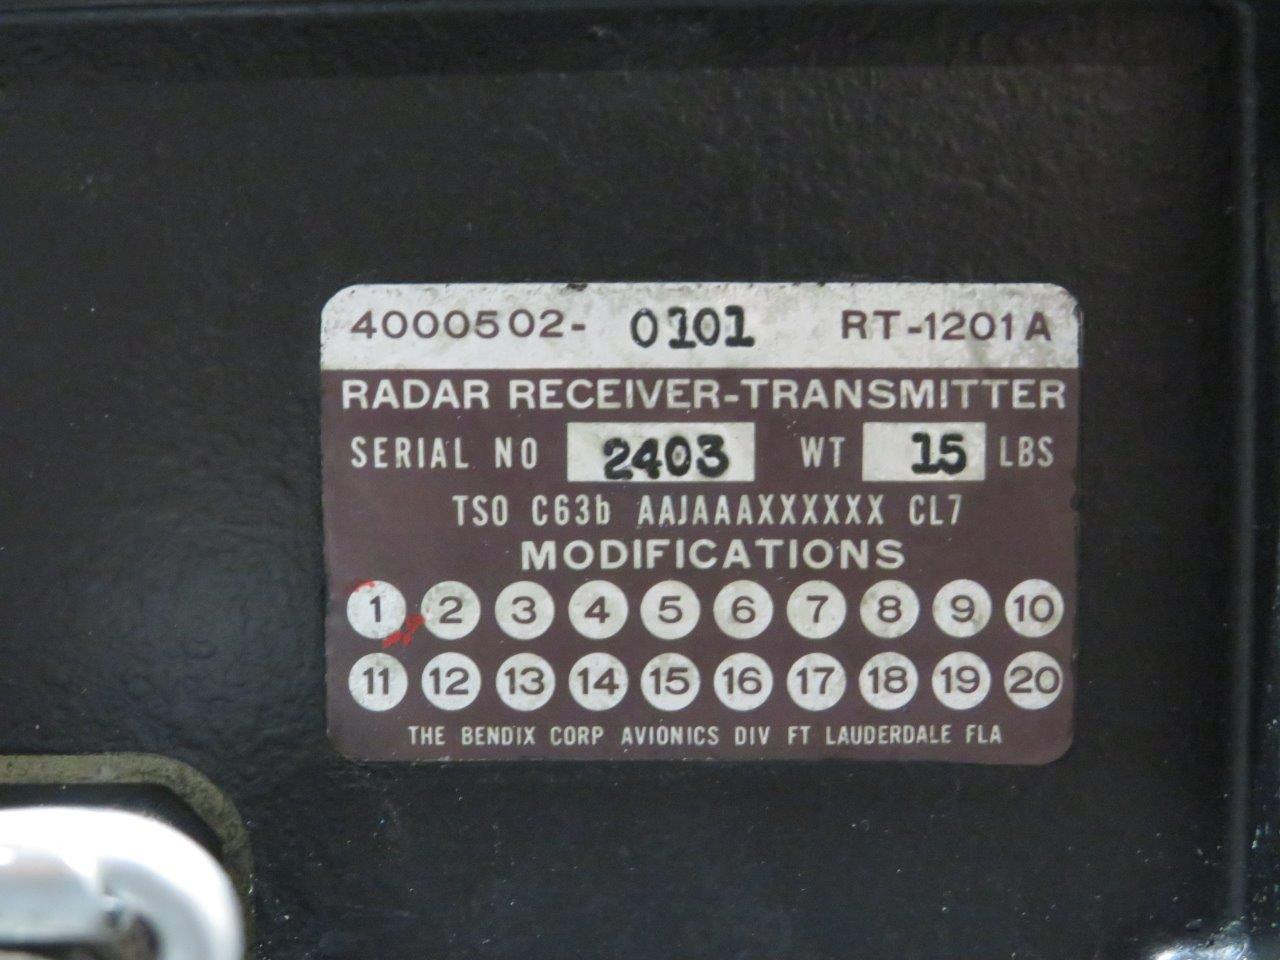 4000502- 0101 RT-1201A
RADAR RECEIVER-TRANSMITTER
SERIAL NO 2403 WT 15 LBS
TSO C63b AAJAAAXXXXXX CL7
MODIFICATIONS
1 2 3 4 5 6 7 8 9 10
11 12 13 14 15 16 17 18 19 20
THE BENDIX CORP AVIONICS DIV FT LAUDERDALE FLA